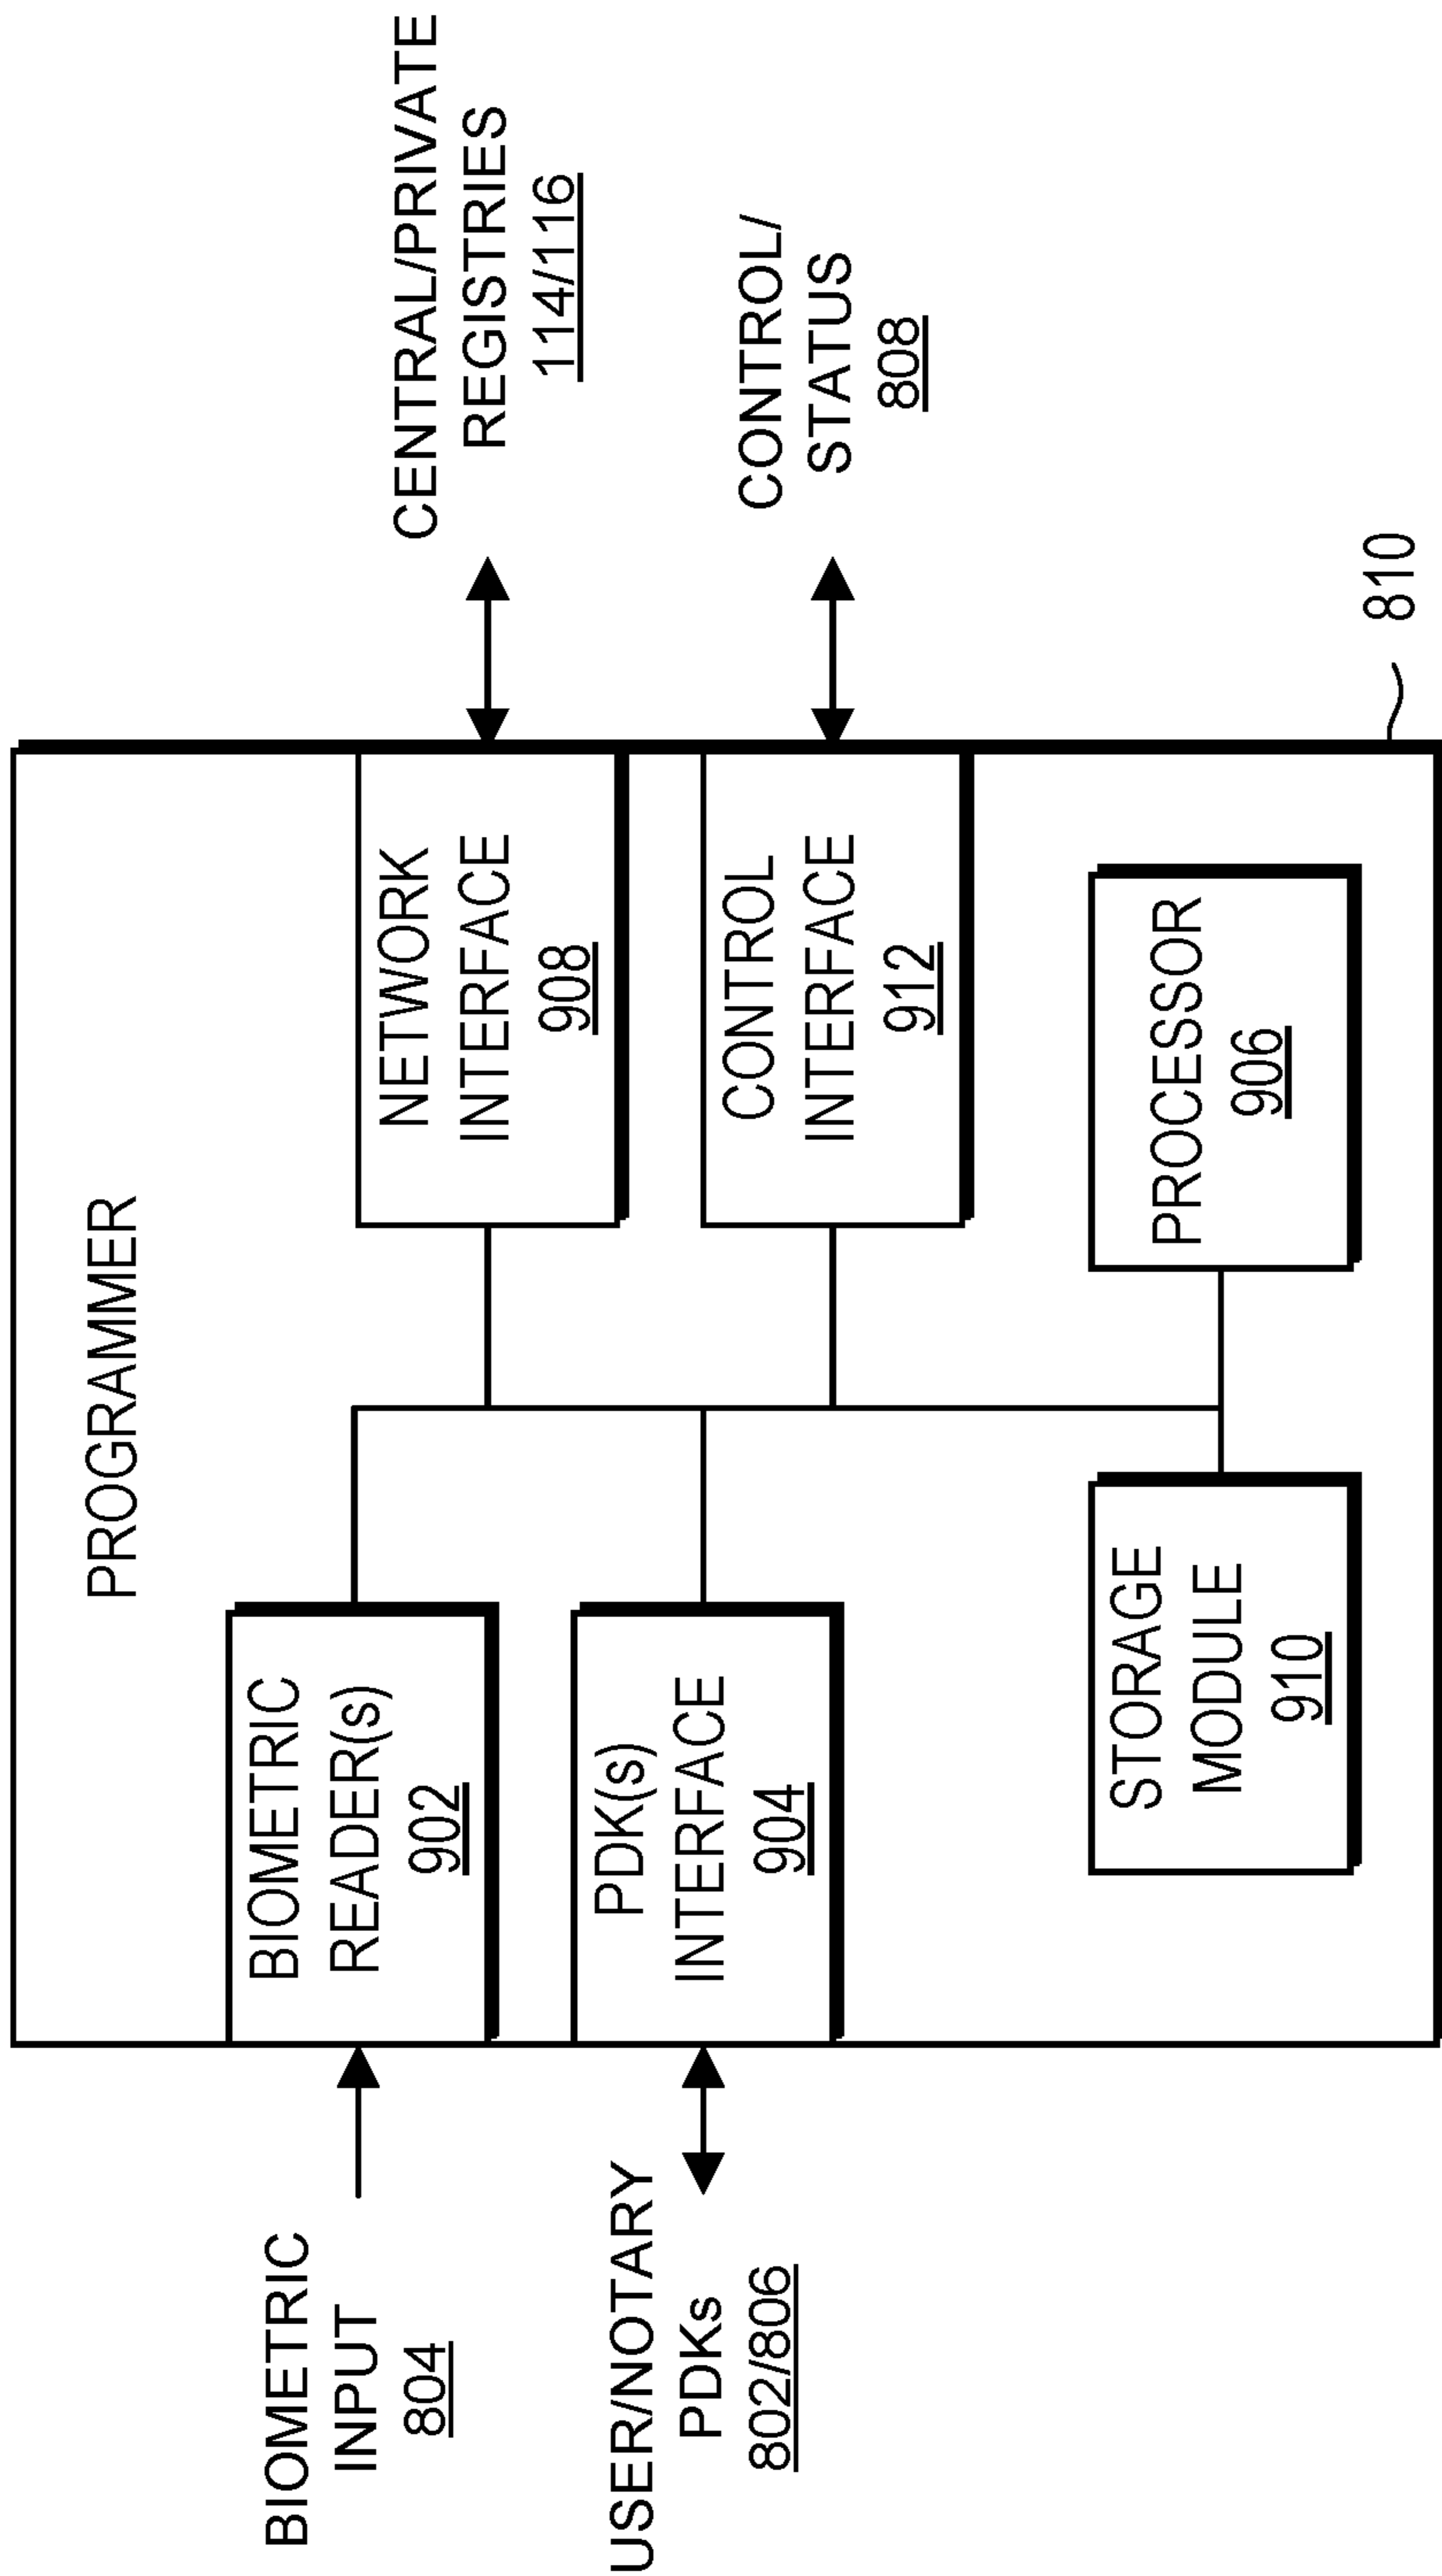 PROGRAMMER
BIOMETRIC
INPUT
804
BIOMETRIC
READER(s)
902
NETWORK
INTERFACE
908
CENTRAL/PRIVATE
REGISTRIES
114/116
USER/NOTARY
PDKs
802/806
PDK(s)
INTERFACE
904
CONTROL
INTERFACE
912
CONTROL/
STATUS
808
STORAGE
MODULE
910
PROCESSOR
906
810